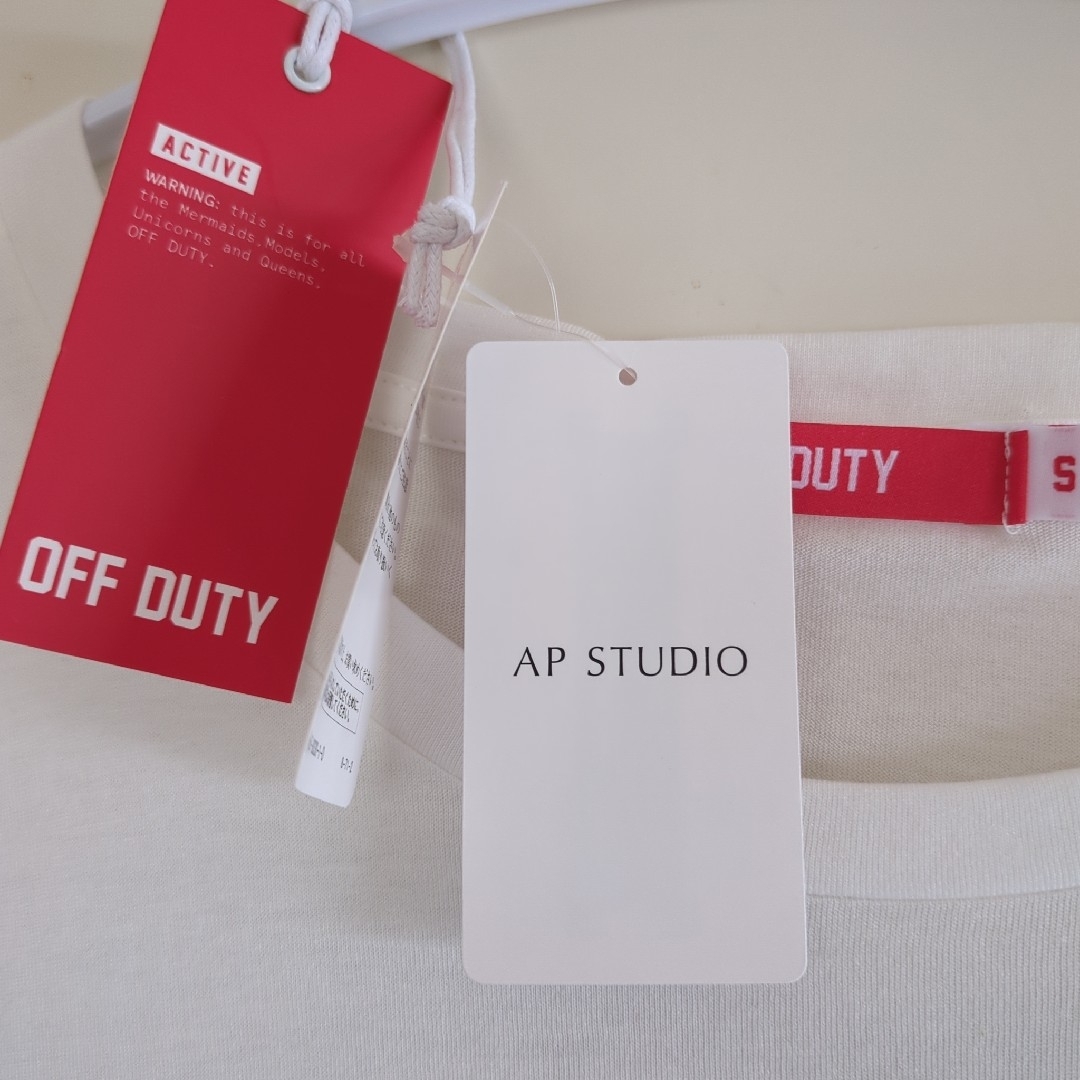 ACTIVE
WARNING: this is for all
the Mermaids.Models.
Unicorns and Queens.
OFF DUTY.
OFF DUTY
AP STUDIO
DUTY
S